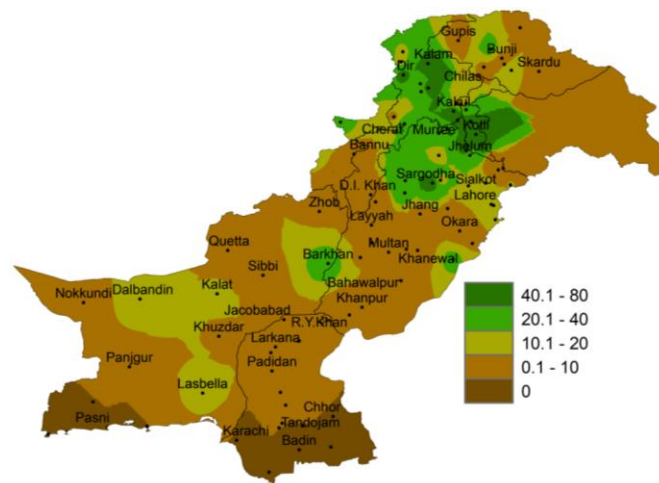 Gupis
Kalam
Bunji
Dir
Skardu
Chilas
Kakul
Cherat
Murree
Kotli
Bannu
Jhelum
Sargodha
Sialkot
D.I. Khan
Lahore
Zhob
Jhang
Layyah
Okara
Quetta
Multan
Barkhan
Khanewal
Sibbi
Bahawalpur
Nokkundi
Dalbandin
Kalat
Khanpur
Jacobabad
R.Y.Khan
Khuzdar
Larkana
Panjgur
Padidan
Lasbella
Chhor
Pasni
Tandojam
Karachi
Badin
40.1 - 80
20.1 - 40
10.1 - 20
0.1 - 10
0